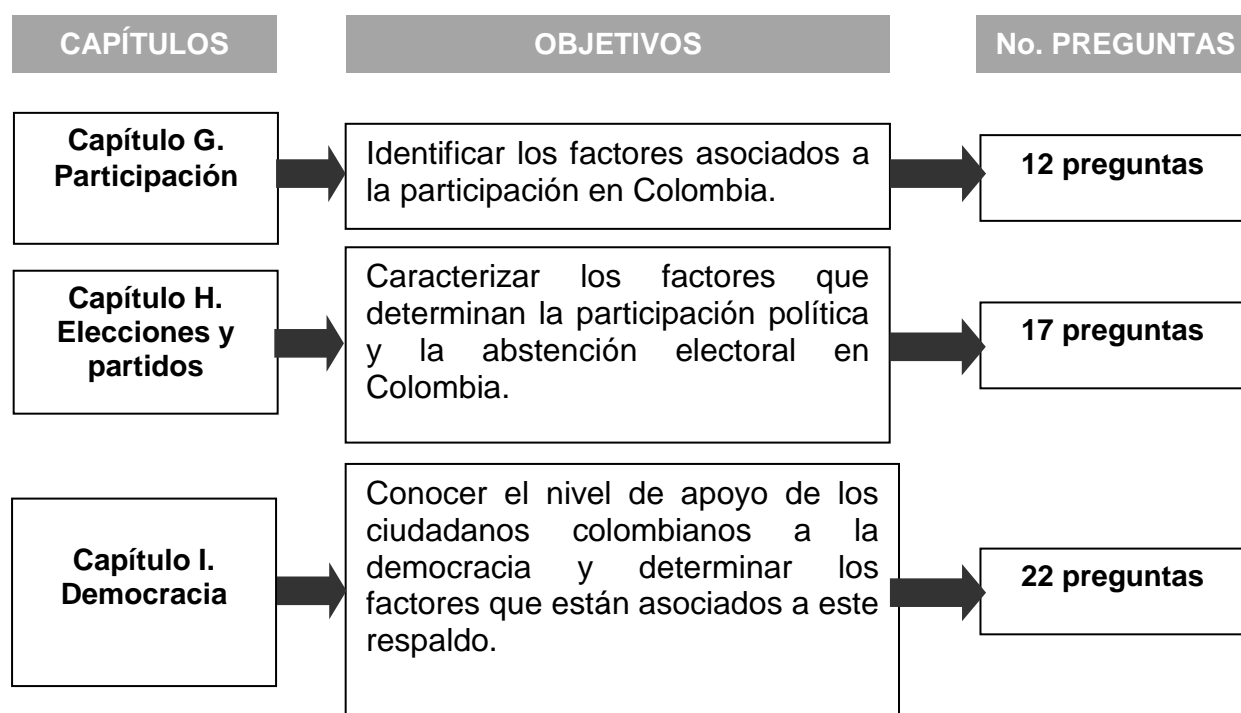 CAPÍTULOS
OBJETIVOS
No. PREGUNTAS
Capítulo G.
Participación
Identificar los factores asociados a
la participación en Colombia.
12 preguntas
Capítulo H.
Elecciones y
partidos
Caracterizar los factores que
determinan la participación política
y la abstención electoral en
Colombia.
17 preguntas
Capítulo I.
Democracia
Conocer el nivel de apoyo de los
ciudadanos colombianos a la
democracia y determinar los
factores que están asociados a este
respaldo.
22 preguntas